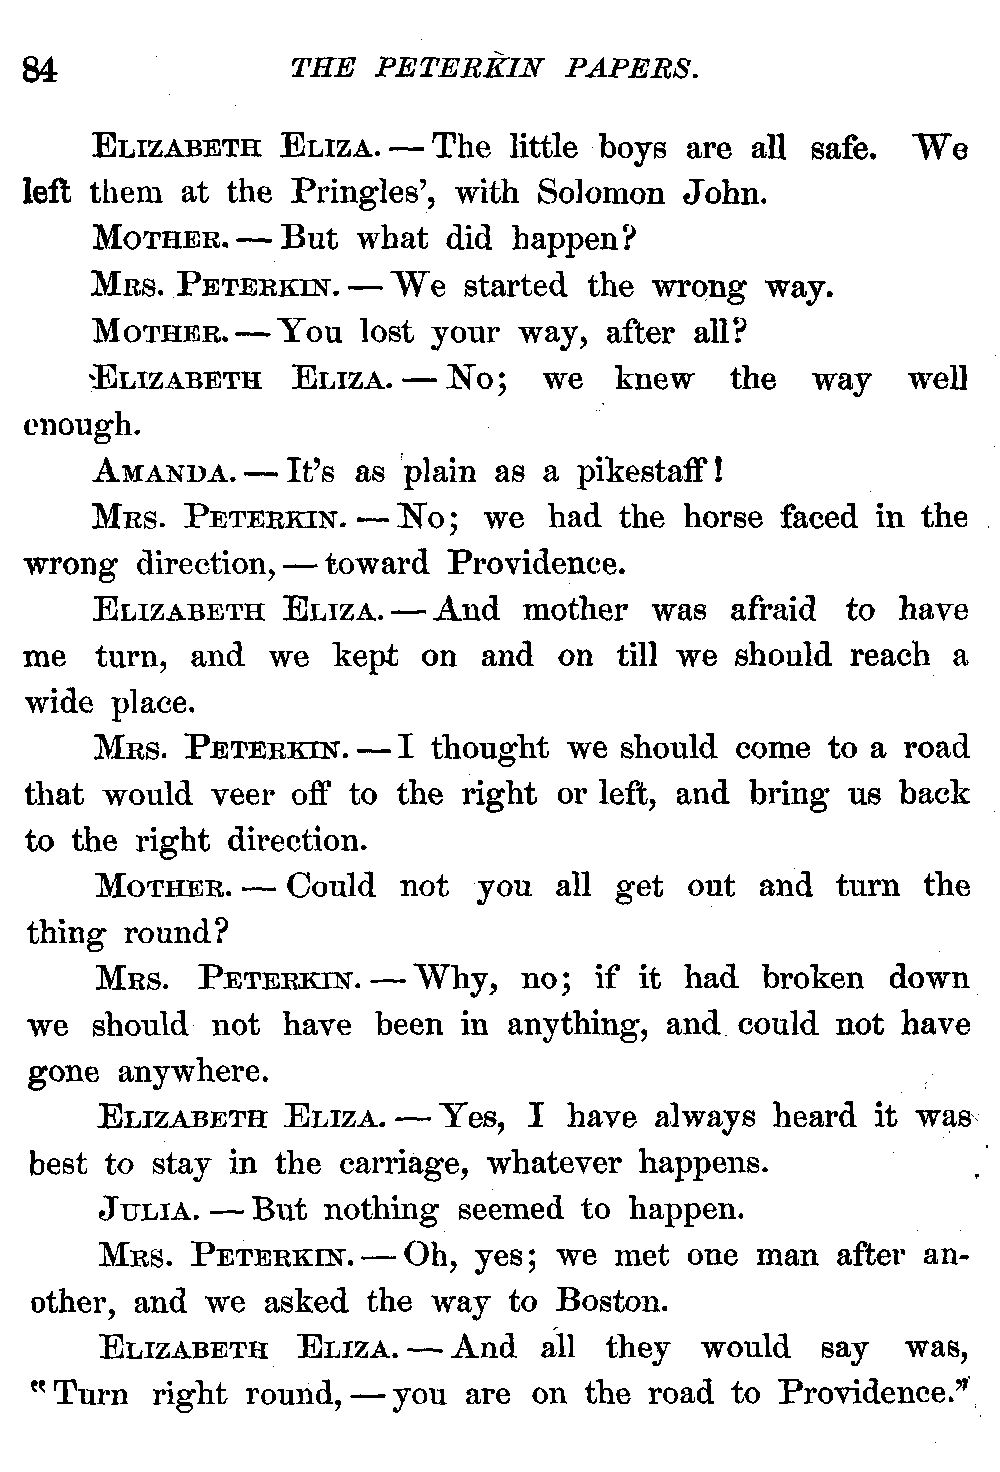 84 THE PETERKIN PAPERS.
ELIZABETH ELIZA. — The little boys are all safe. We
left them at the Pringles’, with Solomon John.
MOTHER. — But what did happen?
MRS. PETERKIN. — We started the wrong way.
MOTHER. — You lost your way, after all?
ELIZABETH ELIZA. — No; we knew the way well
enough.
AMANDA. — It’s as plain as a pikestaff!
MRS. PETERKIN. — No; we had the horse faced in the
wrong direction, — toward Providence.
ELIZABETH ELIZA. — And mother was afraid to have
me turn, and we kept on and on till we should reach a
wide place.
MRS. PETERKIN. — I thought we should come to a road
that would veer off to the right or left, and bring us back
to the right direction.
MOTHER. — Could not you all get out and turn the
thing round?
MRS. PETERKIN. — Why, no; if it had broken down
we should not have been in anything, and could not have
gone anywhere.
ELIZABETH ELIZA. — Yes, I have always heard it was
best to stay in the carriage, whatever happens.
JULIA. — But nothing seemed to happen.
MRS. PETERKIN. — Oh, yes; we met one man after an-
other, and we asked the way to Boston.
ELIZABETH ELIZA. — And all they would say was,
“Turn right round, — you are on the road to Providence.”